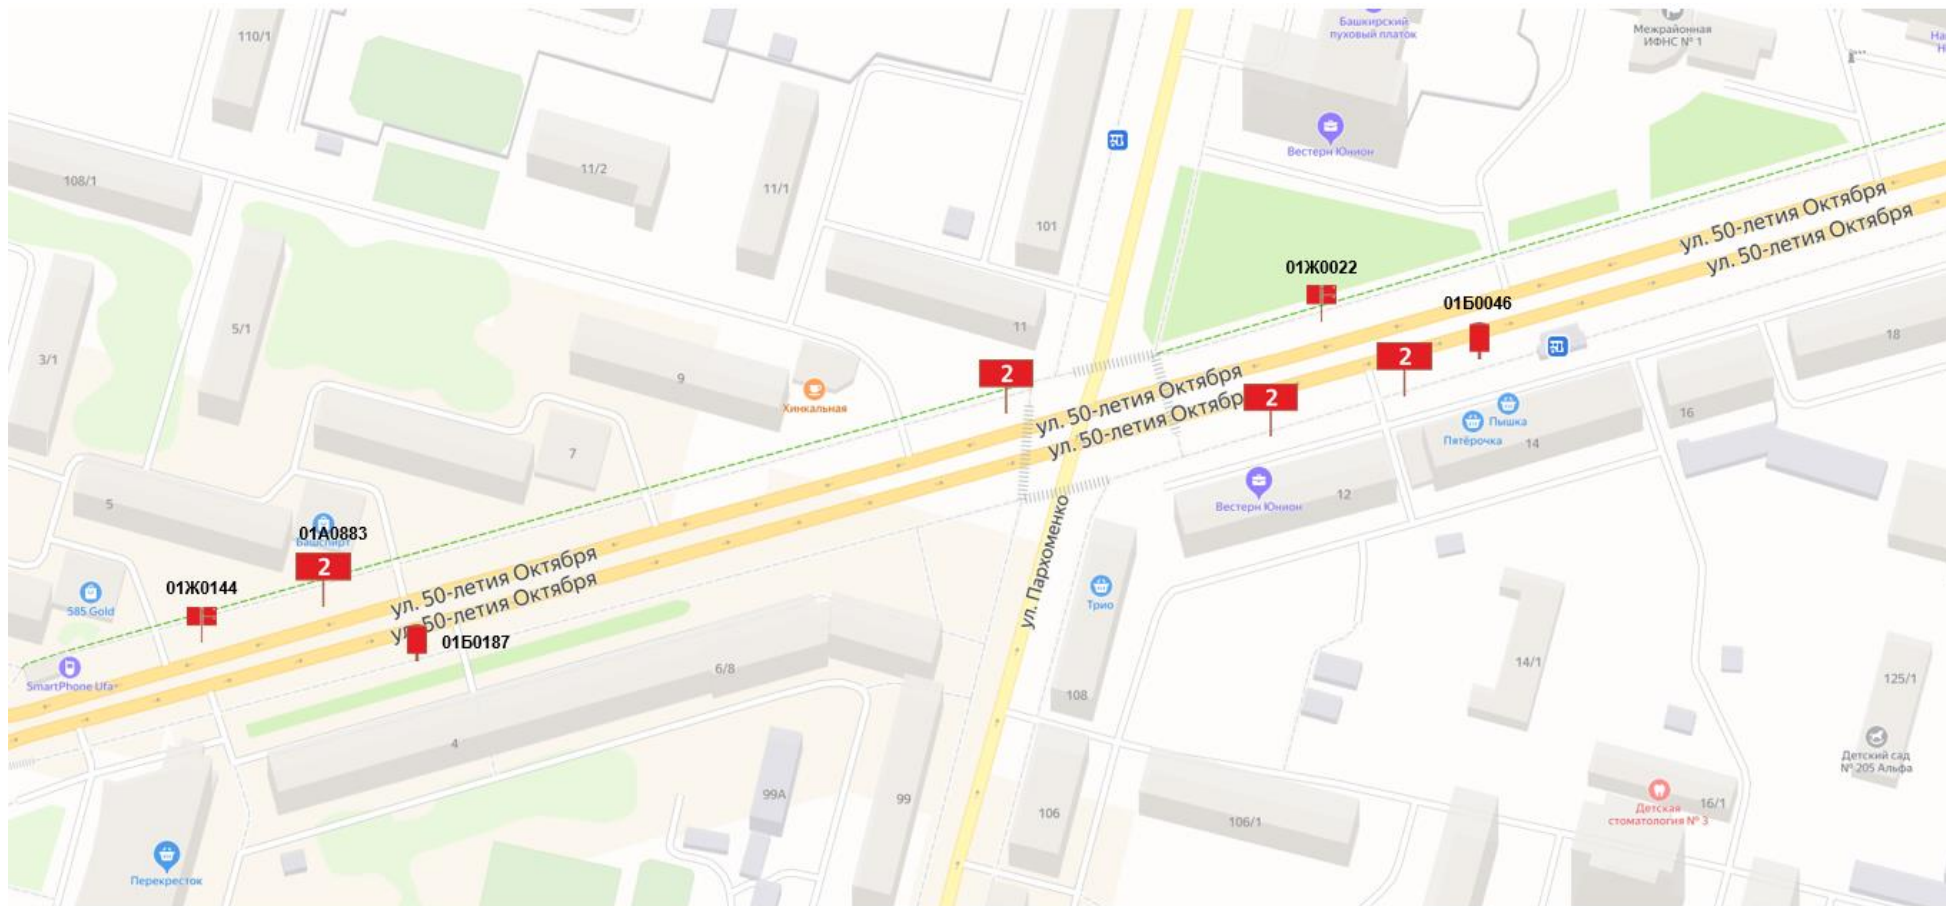 110/1
Башкирский
пуховый платок
Межрайонная
ИФНС № 1
На
Н
108/1
11/2
11/1
101
Вестерн Юнион
ул. 50-летия Октября
ул. 50-летия Октября
01Ж0022
01Б0046
3/1
5/1
11
9
Хинкальная
2
2
2
18
16
Пышка
Пятёрочка
14
ул. 50-летия Октября
ул. 50-летия Октябр
7
5
12
Вестерн Юнион
01А0883
Башспирт
2
01Ж0144
585 Gold
ул. 50-летия Октября
ул. 50-летия Октября
01Б0187
ул. Пархоменко
Трио
SmartPhone Ufa
6/8
4
108
14/1
125/1
Детский сад
№ 205 Альфа
99А
99
106
106/1
16/1
Детская
стоматология № 3
Перекресток